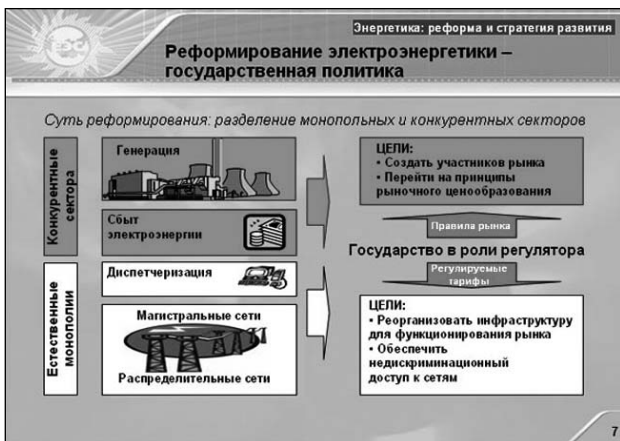 ЕЭС
Энергетика: реформа и стратегия развития
Реформирование электроэнергетики –
государственная политика
Суть реформирования: разделение монопольных и конкурентных секторов
Конкурентные
сектора
Генерация
Сбыт
электроэнергии
ЦЕЛИ:
• Создать участников рынка
• Перейти на принципы
рыночного ценообразования
Правила рынка
Государство в роли регулятора
Регулируемые
тарифы
Естественные
монополии
Диспетчеризация
Магистральные сети
Распределительные сети
ЦЕЛИ:
• Реорганизовать инфраструктуру
для функционирования рынка
• Обеспечить
недискриминационный
доступ к сетям
7